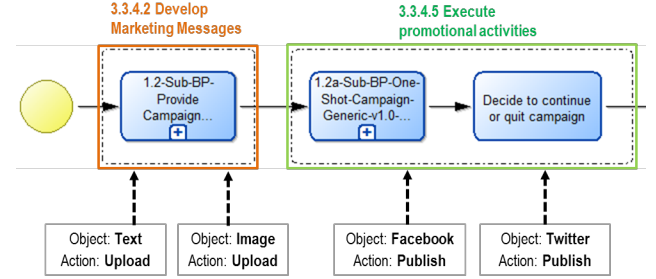 3.3.4.2 Develop
Marketing Messages
3.3.4.5 Execute
promotional activities
1.2-Sub-BP-
Provide
Campaign...
1.2a-Sub-BP-One-
Shot-Campaign-
Generic-v1.0-...
Decide to continue
or quit campaign
Object: Text
Action: Upload
Object: Image
Action: Upload
Object: Facebook
Action: Publish
Object: Twitter
Action: Publish